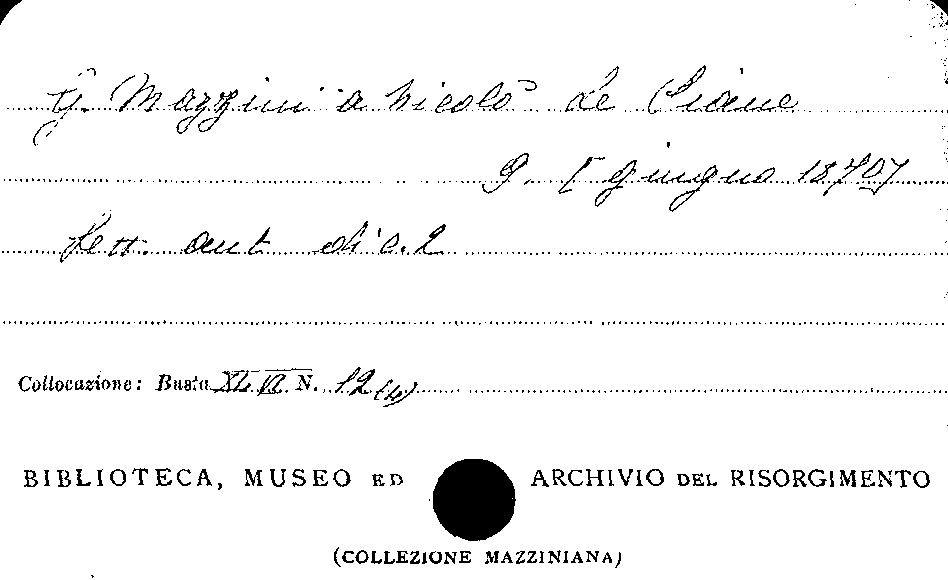 G. Mazzini a Nicolò Le Piane
9. [giugno 1870]
Lett. aut. di c. 2
Collocazione: Busta XLVI N. 12(4)
BIBLIOTECA, MUSEO ED ARCHIVIO DEL RISORGIMENTO
(COLLEZIONE MAZZINIANA)